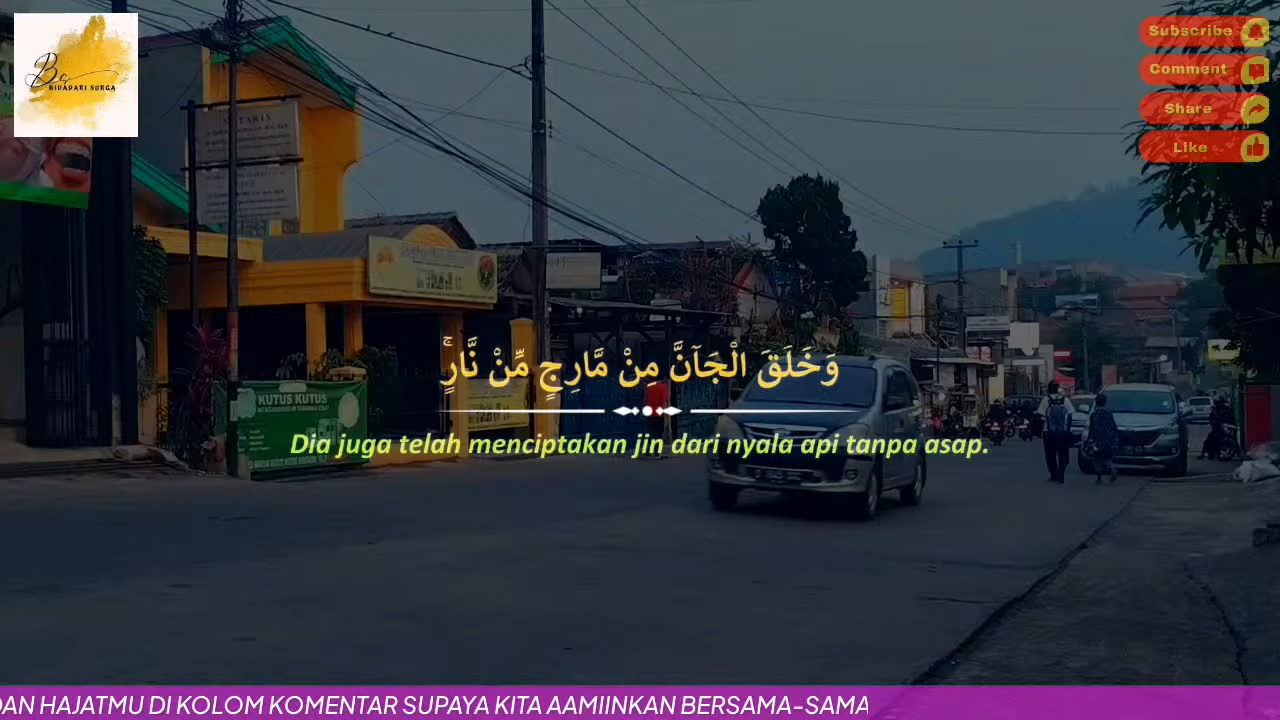 Bs
BIDADARI SURGA
Subscribe
Comment
Share
Like
NOTARIS
KUTUS KUTUS
وَخَلَقَ الْجَاۤنَّ مِنْ مَّارِجٍ مِّنْ نَّارٍۚ
Dia juga telah menciptakan jin dari nyala api tanpa asap.
DAN HAJATMU DI KOLOM KOMENTAR SUPAYA KITA AAMIINKAN BERSAMA-SAMA